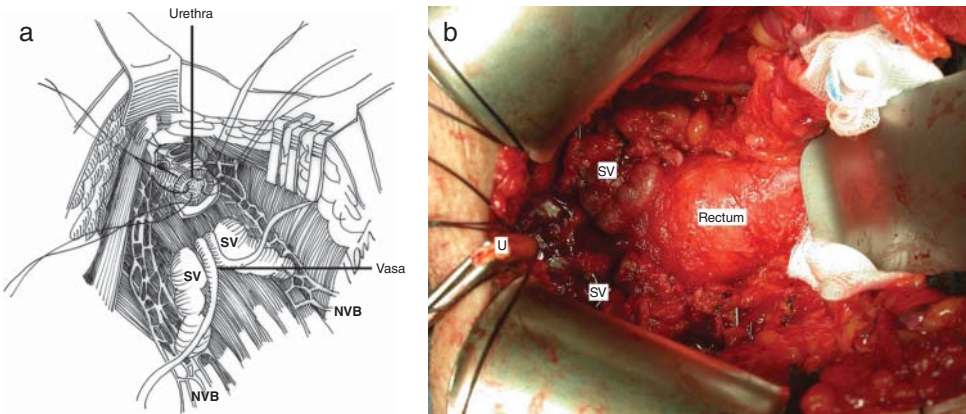 a
Urethra
SV
SV
Vasa
NVB
NVB
b
SV
Rectum
U
SV